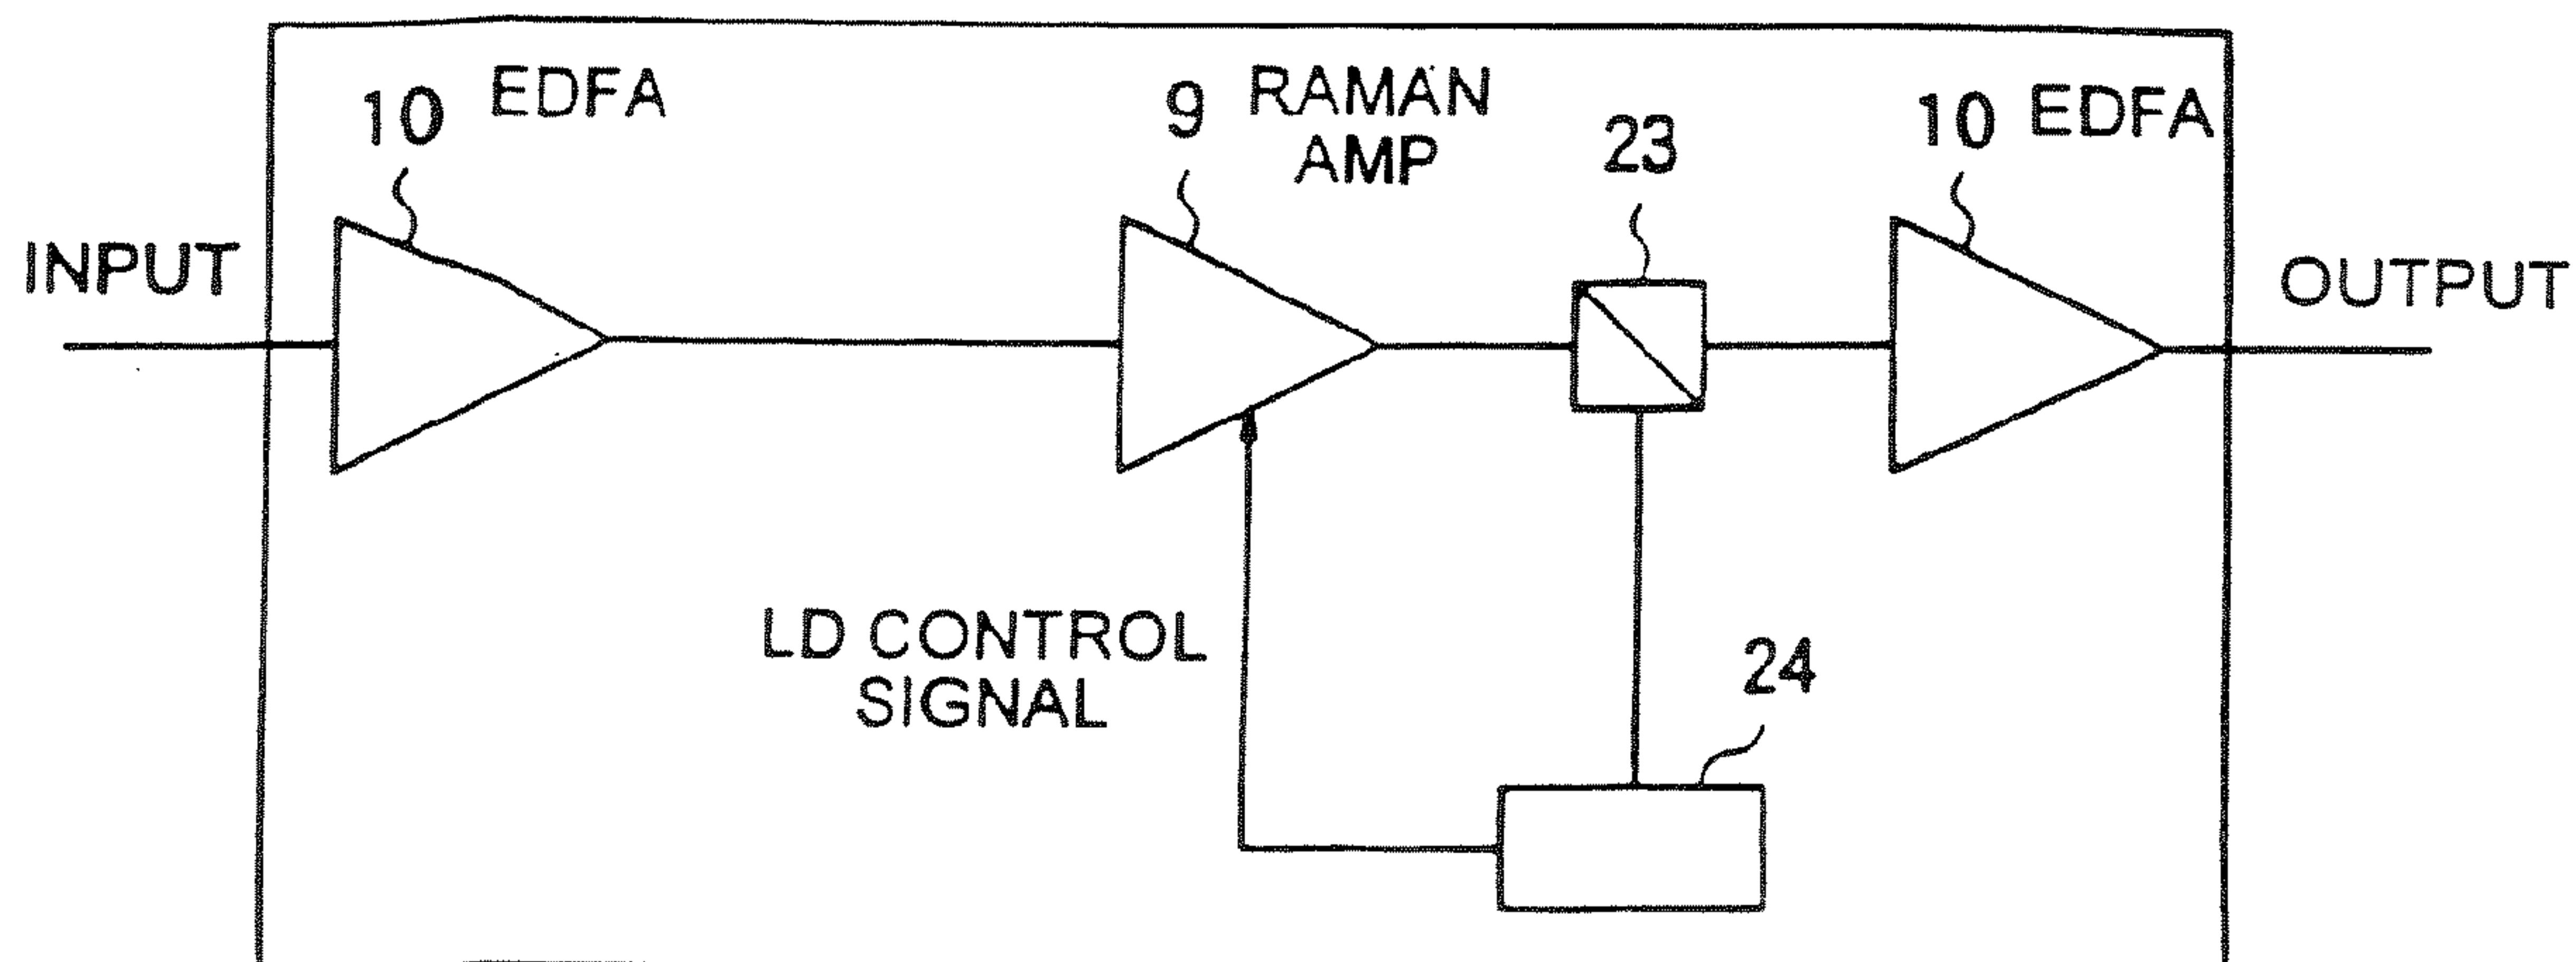 10 EDFA
9 RAMAN
AMP
23
10 EDFA
INPUT
OUTPUT
LD CONTROL
SIGNAL
24